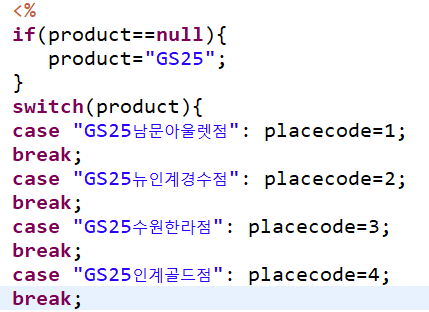 <%
if(product==null){
product="GS25";
}
switch(product){
case "GS25남문아울렛점": placecode=1;
break;
case "GS25뉴인계경수점": placecode=2;
break;
case "GS25수원한라점": placecode=3;
break;
case "GS25인계골드점": placecode=4;
break;